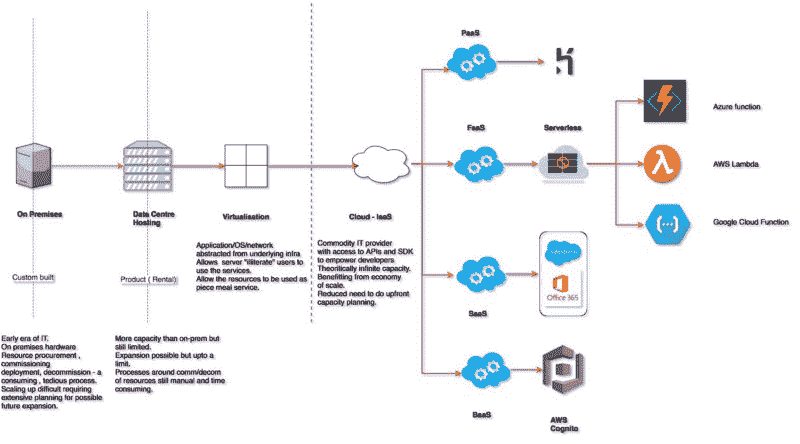 PaaS
FaaS
Serverless
Azure function
AWS Lambda
Google Cloud Function
On Premises
Data Centre
Hosting
Virtualisation
Cloud - IaaS
Application/OS/network
abstracted from underlying infra
Allows server "illiterate" users to
use the services.
Allow the resources to be used as
piece meal service.
Commodity IT provider
with access to APIs and SDK
to empower developers.
Theoritically infinite capacity.
Benefitting from economy
of scale.
Reduced need to do upfront
capacity planning.
Custom built
Product ( Rental)
Early era of IT.
On premises hardware
Resource procurement ,
commissioning
deployment, decommission - a
consuming , tedious process.
Scaling up difficult requiring
extensive planning for possible
future expansion.
More capacity than on-prem but
still limited.
Expansion possible but upto a
limit.
Processes around comm/decom
of resources still manual and time
consuming.
SaaS
Office 365
BaaS
AWS
Cognito